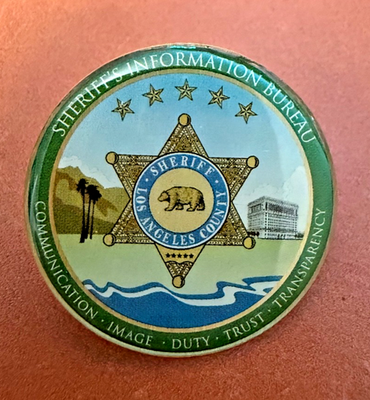 SHERIFF'S INFORMATION BUREAU
· SHERIFF ·
LOS ANGELES COUNTY
COMMUNICATION · IMAGE · DUTY · TRUST · TRANSPARENCY